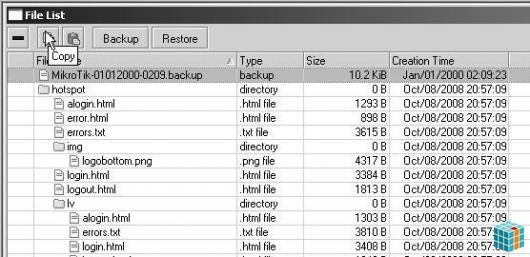 File List
Backup Restore
Copy
Type Size Creation Time
MikroTik-01012000-0209.backup backup 10.2 KiB Jan/01/2000 02:09:23
hotspot directory 0 B Oct/08/2008 20:57:09
alogin.html .html file 1293 B Oct/08/2008 20:57:09
error.html .html file 898 B Oct/08/2008 20:57:09
errors.txt .txt file 3615 B Oct/08/2008 20:57:09
img directory 0 B Oct/08/2008 20:57:09
logobottom.png .png file 4317 B Oct/08/2008 20:57:09
login.html .html file 3384 B Oct/08/2008 20:57:09
logout.html .html file 1813 B Oct/08/2008 20:57:09
lv directory 0 B Oct/08/2008 20:57:09
alogin.html .html file 1303 B Oct/08/2008 20:57:09
errors.txt .txt file 3810 B Oct/08/2008 20:57:09
login.html .html file 3408 B Oct/08/2008 20:57:09